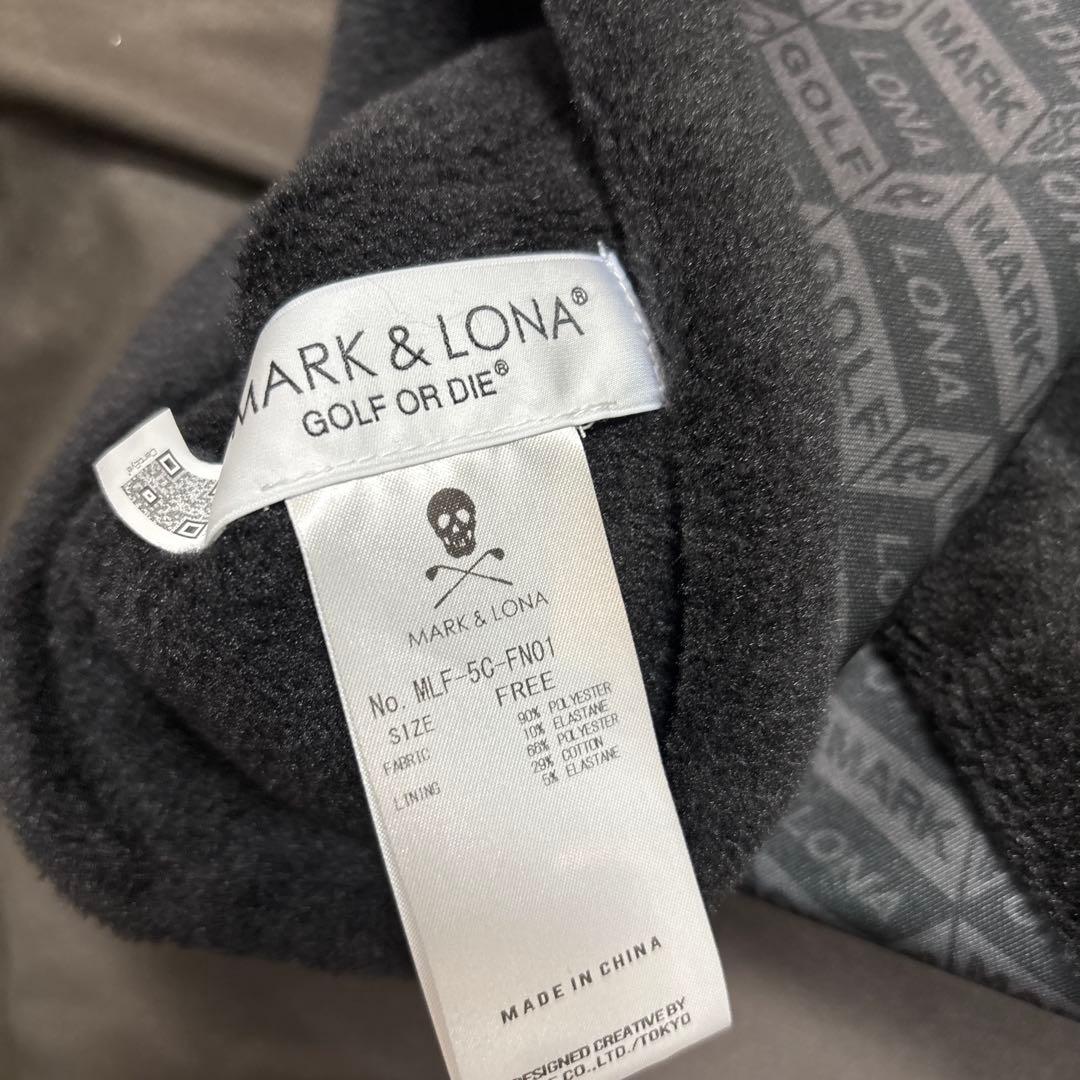 MARK & LONA®
GOLF OR DIE®
MARK & LONA
No. MLF-5C-FN01
SIZE FREE
FABRIC 90% POLYESTER
10% ELASTANE
LINING 66% POLYESTER
29% COTTON
5% ELASTANE
MADE IN CHINA
DESIGNED CREATIVE BY
CO.,LTD./TOKYO
MARK
LONA
GOLF
MARK
LONA
GOLF
MARK
LONA